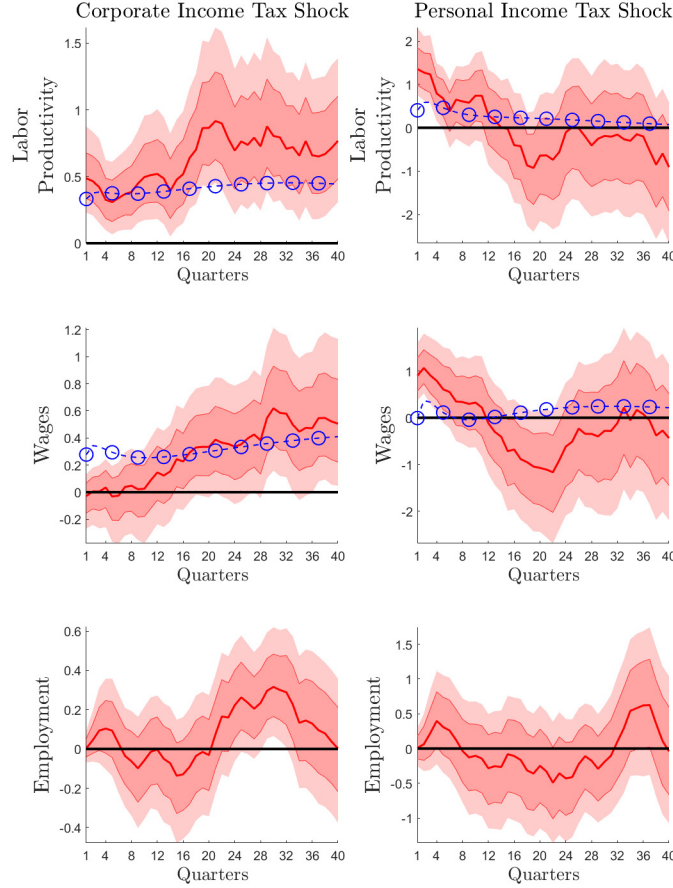 Corporate Income Tax Shock
Personal Income Tax Shock
Labor
Productivity
1.5
1
0.5
0
1 4 8 12 16 20 24 28 32 36 40
Quarters
Labor
Productivity
2
1
0
-1
-2
1 4 8 12 16 20 24 28 32 36 40
Quarters
Wages
1.2
1
0.8
0.6
0.4
0.2
0
-0.2
1 4 8 12 16 20 24 28 32 36 40
Quarters
Wages
1
0
-1
-2
1 4 8 12 16 20 24 28 32 36 40
Quarters
Employment
0.6
0.4
0.2
0
-0.2
-0.4
1 4 8 12 16 20 24 28 32 36 40
Employment
1.5
1
0.5
0
-0.5
-1
1 4 8 12 16 20 24 28 32 36 40